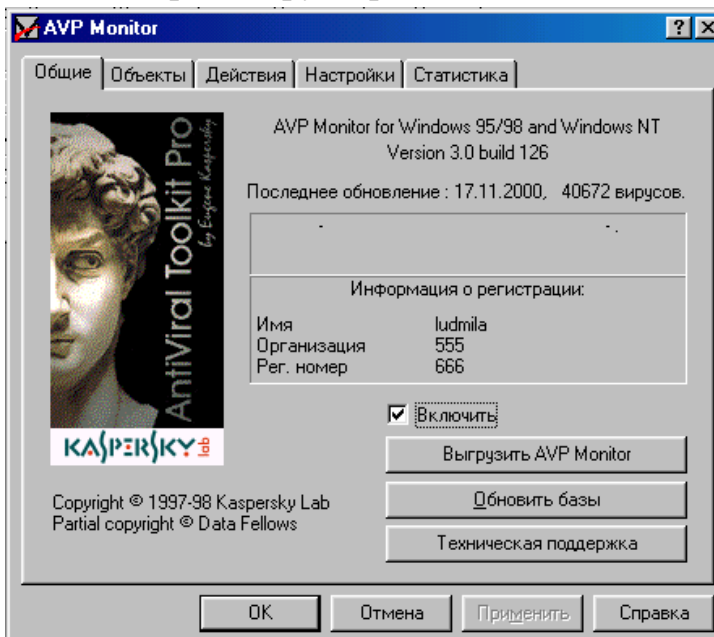 AVP Monitor
Общие Объекты Действия Настройки Статистика
AntiViral Toolkit Pro
by Eugene Kaspersky
KASPERSKY lab
AVP Monitor for Windows 95/98 and Windows NT
Version 3.0 build 126
Последнее обновление : 17.11.2000, 40672 вирусов.
Информация о регистрации:
Имя ludmila
Организация 555
Рег. номер 666
Включить
Выгрузить AVP Monitor
Обновить базы
Техническая поддержка
Copyright © 1997-98 Kaspersky Lab
Partial copyright © Data Fellows
OK Отмена Применить Справка